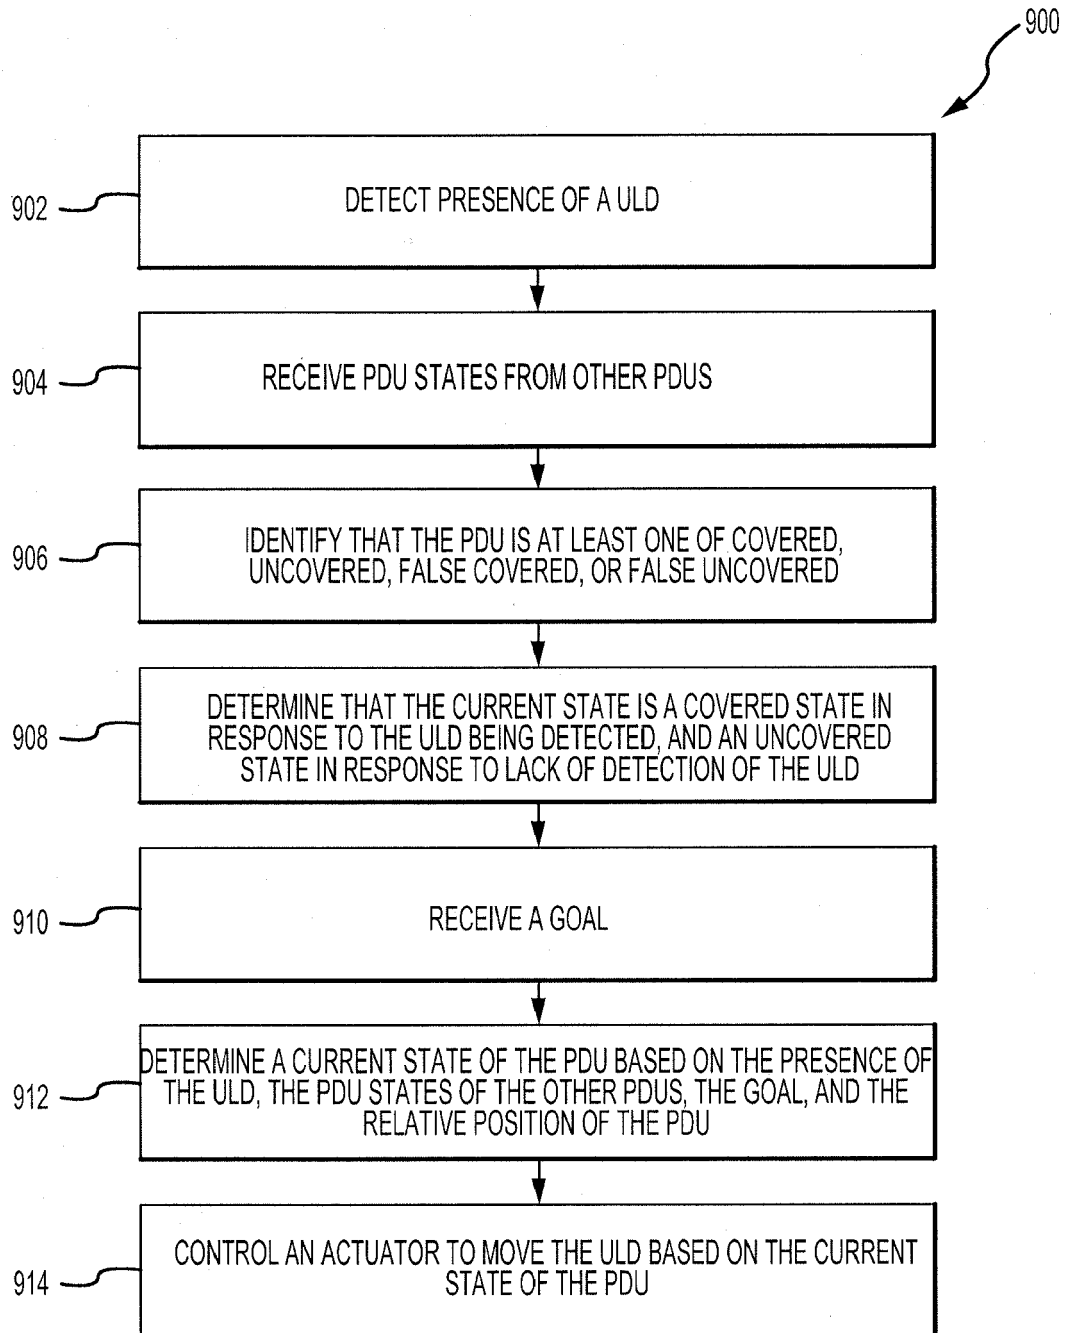 900
902
DETECT PRESENCE OF A ULD
904
RECEIVE PDU STATES FROM OTHER PDUS
906
IDENTIFY THAT THE PDU IS AT LEAST ONE OF COVERED,
UNCOVERED, FALSE COVERED, OR FALSE UNCOVERED
908
DETERMINE THAT THE CURRENT STATE IS A COVERED STATE IN
RESPONSE TO THE ULD BEING DETECTED, AND AN UNCOVERED
STATE IN RESPONSE TO LACK OF DETECTION OF THE ULD
910
RECEIVE A GOAL
912
DETERMINE A CURRENT STATE OF THE PDU BASED ON THE PRESENCE OF
THE ULD, THE PDU STATES OF THE OTHER PDUS, THE GOAL, AND THE
RELATIVE POSITION OF THE PDU
914
CONTROL AN ACTUATOR TO MOVE THE ULD BASED ON THE CURRENT
STATE OF THE PDU